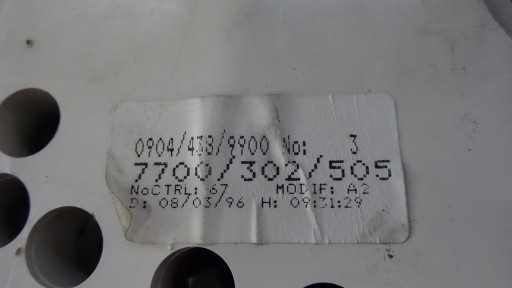 0904/438/9900 No: 3
7700/302/505
NoCTRL: 67 MODIF: A2
D: 08/03/96 H: 09:31:29